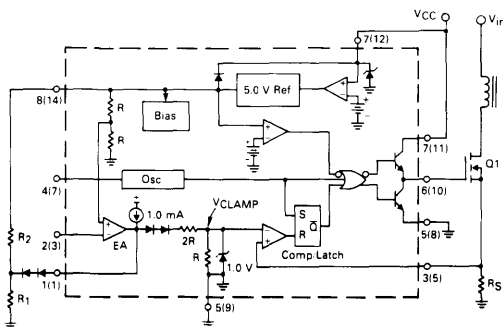 VCC
Vin
7(12)
8(14)
R
R
Bias
5.0 V Ref
+
−
+
−
+
−
7(11)
Q1
4(7)
Osc
6(10)
R2
2(3)
+
−
EA
1.0 mA
VCLAMP
2R
R
1.0 V
−
+
S
R
Q̅
Comp/Latch
5(8)
1(1)
3(5)
R1
5(9)
RS